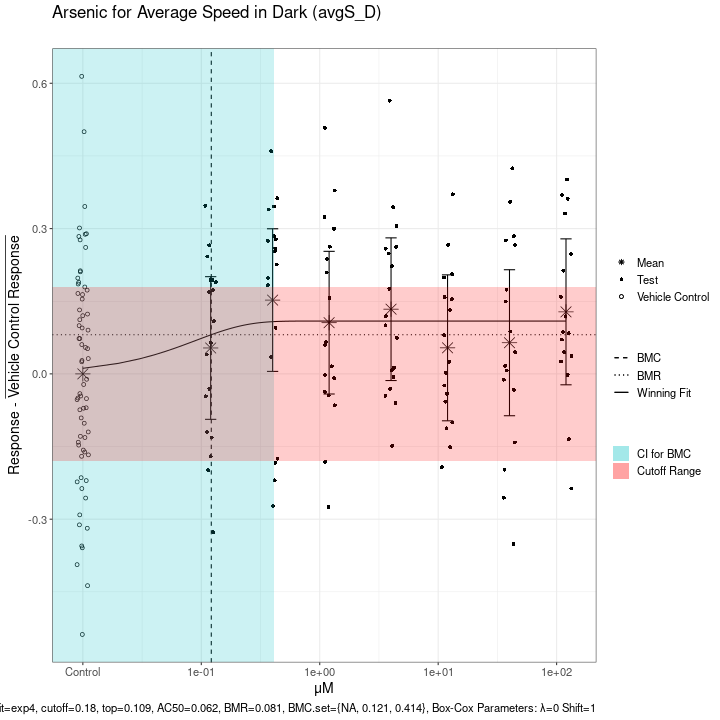 Arsenic for Average Speed in Dark (avgS_D)
Response - Vehicle Control Response
0.6
0.3
0.0
-0.3
Control
1e-01
1e+00
1e+01
1e+02
μM
Mean
Test
Vehicle Control
BMC
BMR
Winning Fit
CI for BMC
Cutoff Range
it=exp4, cutoff=0.18, top=0.109, AC50=0.062, BMR=0.081, BMC.set={NA, 0.121, 0.414}, Box-Cox Parameters: λ=0 Shift=1